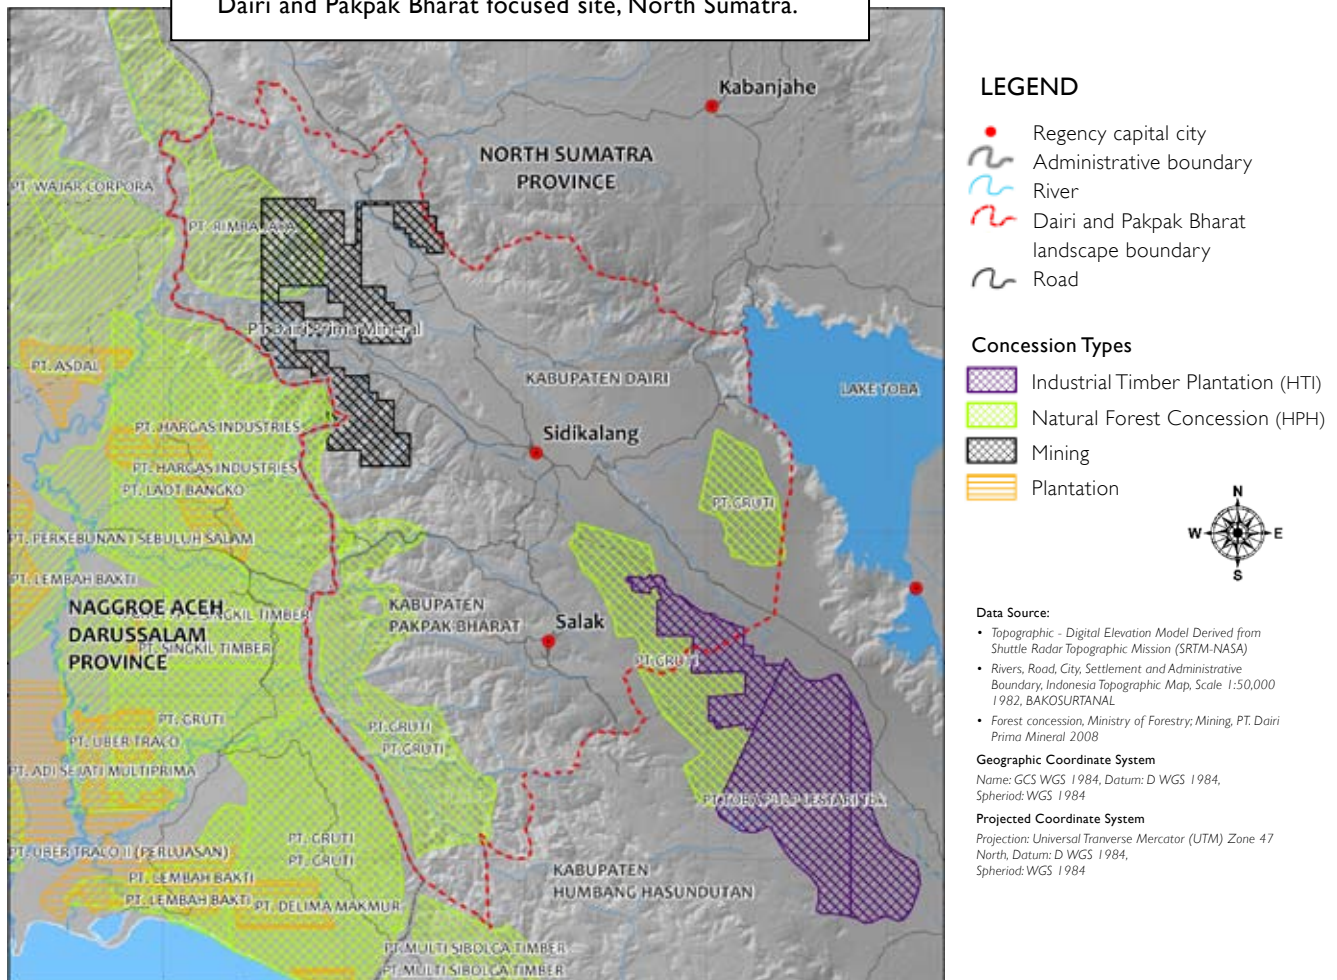 Dairi and Pakpak Bharat focused site, North Sumatra.
Kabanjahe
NORTH SUMATRA
PROVINCE
PT. WAJAR CORPORA
PT. RIMBA JAYA
PT. Dairi Prima Mineral
PT. ASDAL
KABUPATEN DAIRI
LAKE TOBA
PT. HARGAS INDUSTRIES
Sidikalang
PT. HARGAS INDUSTRIES
PT. LAOT BANGKO
PT. GRUTI
PT. PERKEBUNAN I SEBULUH SALAM
PT. LEMBAH BAKTI
NAGGROE ACEH
DARUSSALAM
PROVINCE
SINGKIL TIMBER
PT. SINGKIL TIMBER
KABUPATEN
PAKPAK BHARAT
Salak
PT. GRUTI
PT. GRUTI
PT. UBER TRACO
PT. GRUTI
PT. GRUTI
PT. ADI SEJATI MULTIPRIMA
PT. TOBA PULP LESTARI Tbk
PT. GRUTI
PT. GRUTI
PT. UBER TRACO II (PERLUASAN)
PT. LEMBAH BAKTI
PT. LEMBAH BAKTI
PT. DELIMA MAKMUR
KABUPATEN
HUMBANG HASUNDUTAN
PT. MULTI SIBOLGA TIMBER
PT. MULTI SIBOLGA TIMBER
LEGEND
Regency capital city
Administrative boundary
River
Dairi and Pakpak Bharat
landscape boundary
Road
Concession Types
Industrial Timber Plantation (HTI)
Natural Forest Concession (HPH)
Mining
Plantation
N
W E
S
Data Source:
• Topographic - Digital Elevation Model Derived from
Shuttle Radar Topographic Mission (SRTM-NASA)
• Rivers, Road, City, Settlement and Administrative
Boundary, Indonesia Topographic Map, Scale 1:50,000
1982, BAKOSURTANAL
• Forest concession, Ministry of Forestry; Mining, PT. Dairi
Prima Mineral 2008
Geographic Coordinate System
Name: GCS WGS 1984, Datum: D WGS 1984,
Spheriod: WGS 1984
Projected Coordinate System
Projection: Universal Tranverse Mercator (UTM) Zone 47
North, Datum: D WGS 1984,
Spheriod: WGS 1984